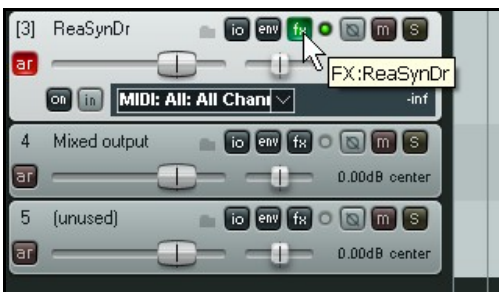 [3] ReaSynDr io env fx m s
ar
FX:ReaSynDr
on in MIDI: All: All Chani -inf
4 Mixed output io env fx m s
ar 0.00dB center
5 (unused) io env fx m s
ar 0.00dB center